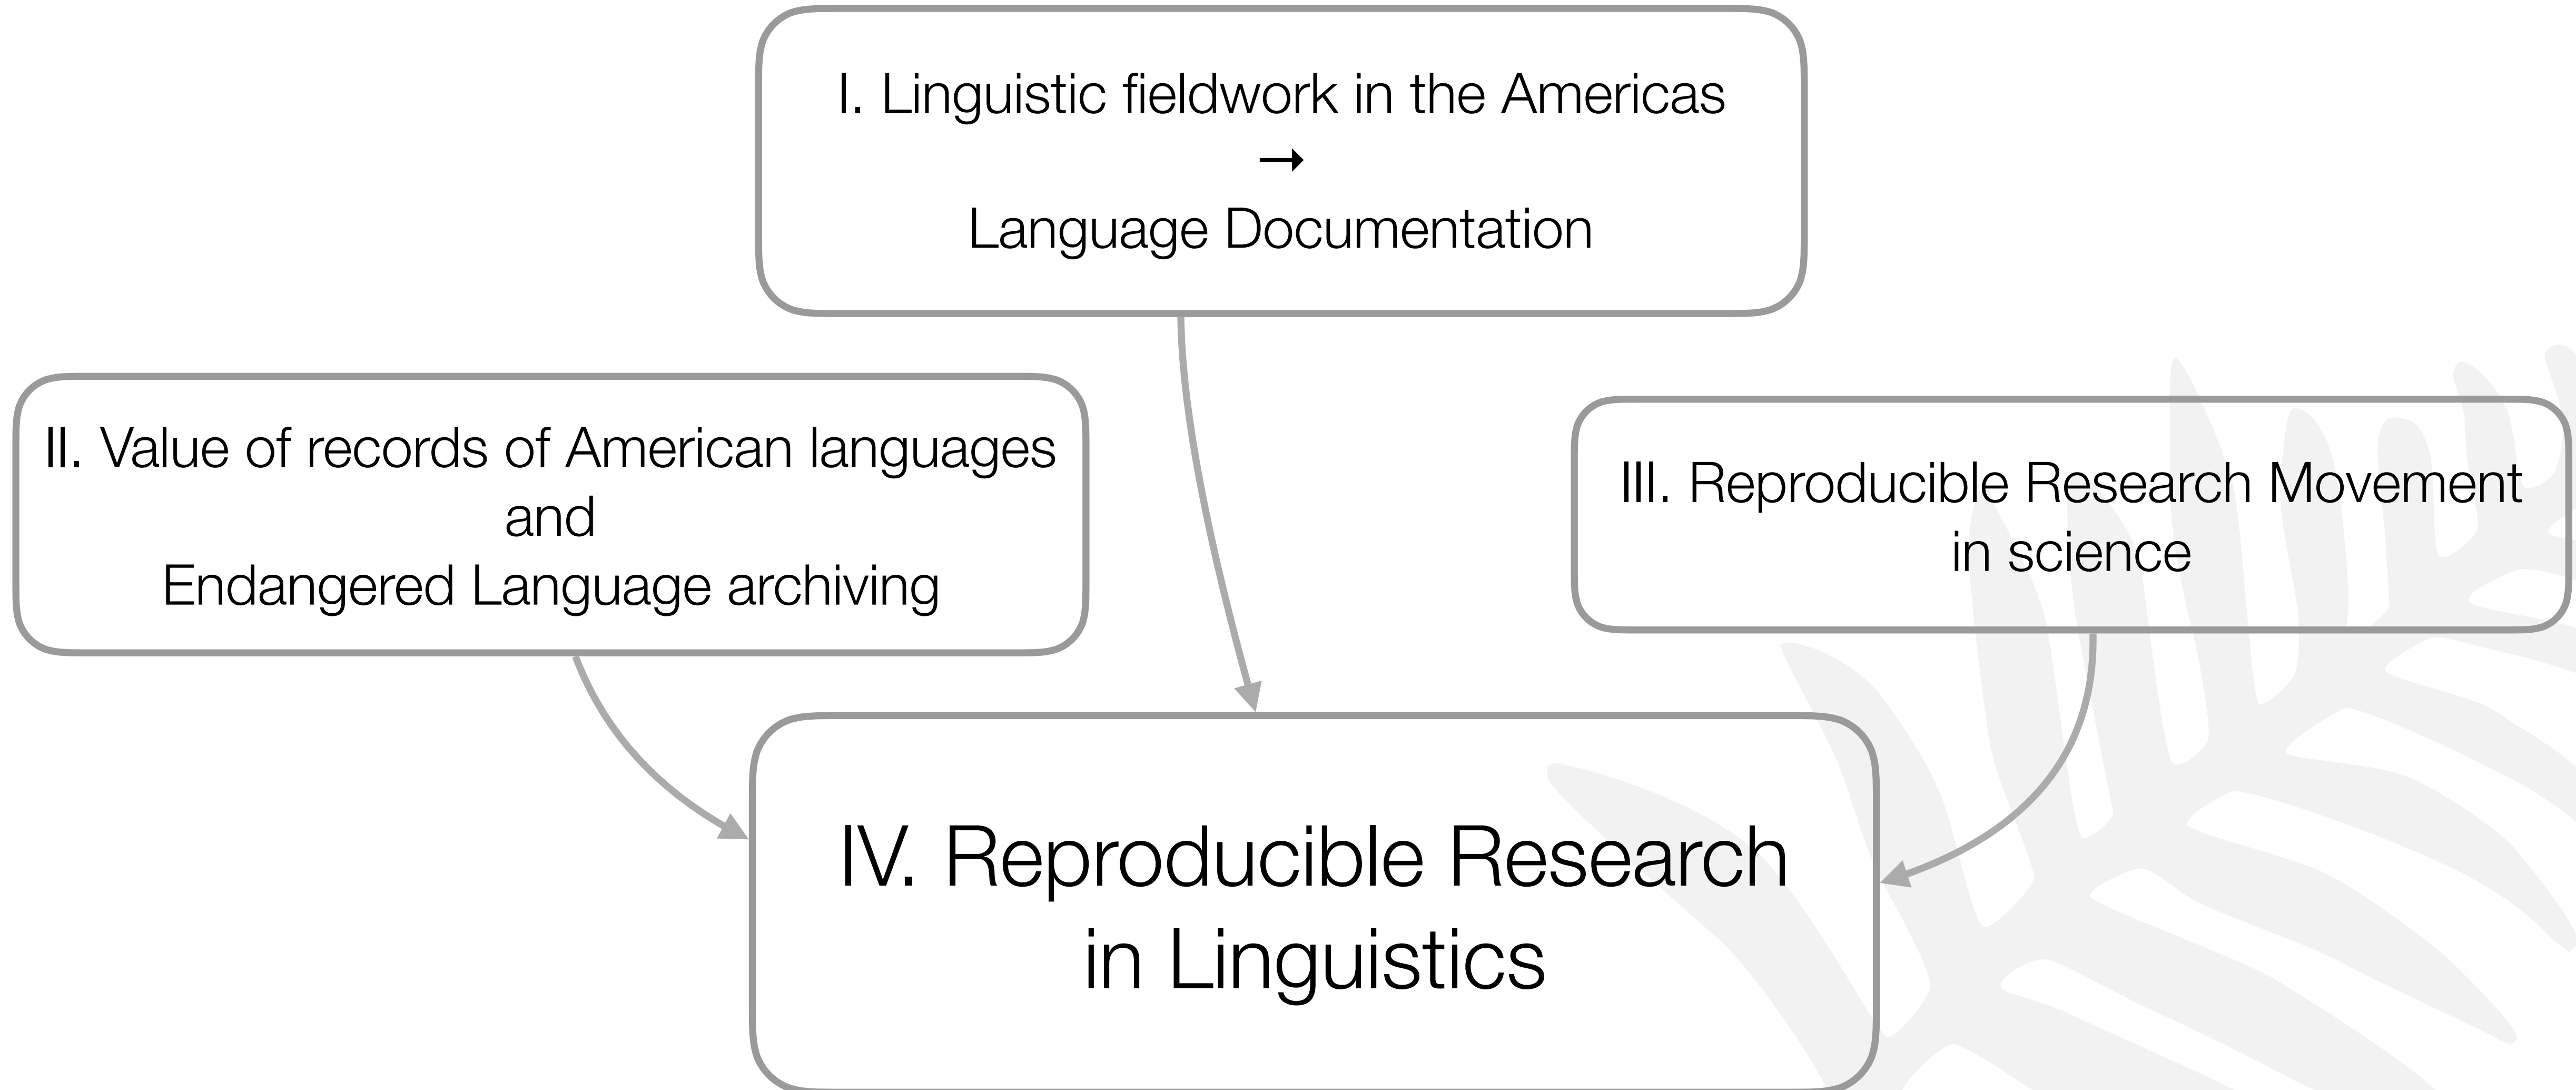 I. Linguistic fieldwork in the Americas
→
Language Documentation
II. Value of records of American languages
and
Endangered Language archiving
III. Reproducible Research Movement
in science
IV. Reproducible Research
in Linguistics